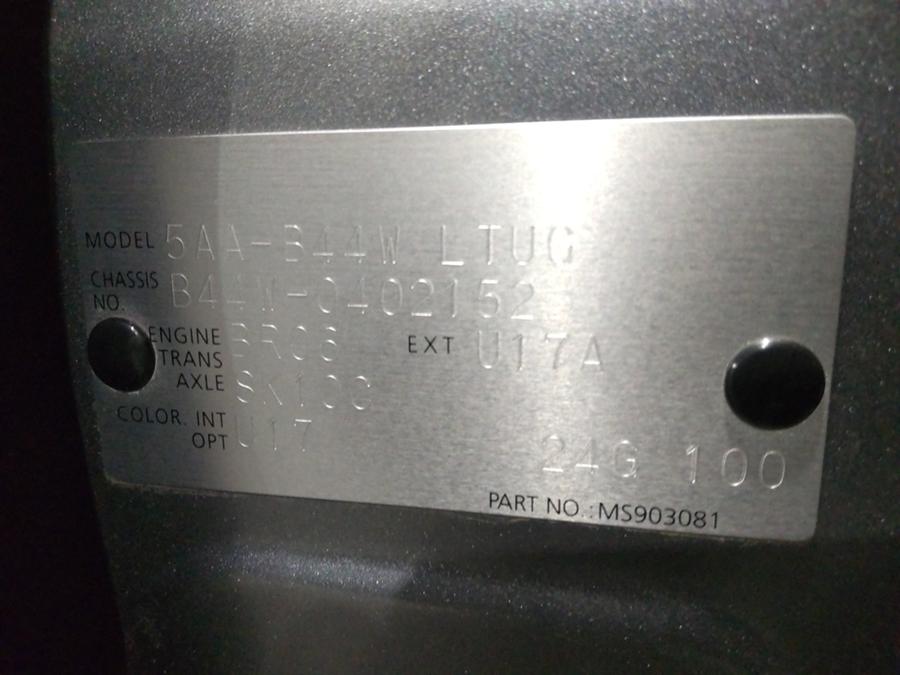 MODEL 5AA-B44W LTUG
CHASSIS NO. B44W-0402152
ENGINE BR06 EXT U17A
TRANS AXLE
COLOR. INT U17
OPT 24G 100
PART NO.:MS903081